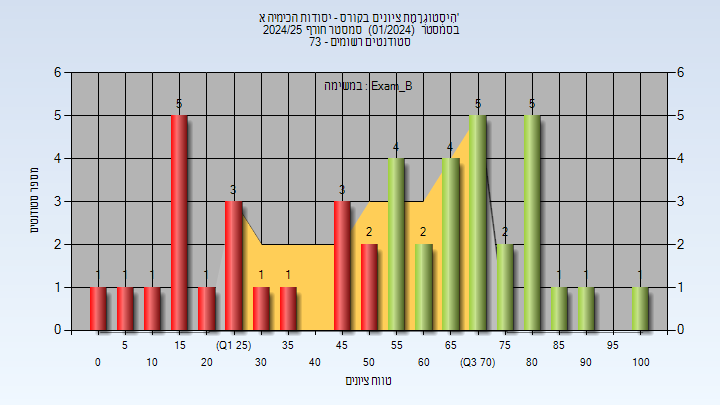 הִיסְטוֹגְרַמַת ציונים בקורס - יסודות הכימיה א'
בסמסטר (01/2024) סמסטר חורף 2024/25
סטודנטים רשומים - 73
במשימה : Exam_B
מספר סטודנטים
6 6
5 5
4 4
3 3
2 2
1 1
0 0
1 1 1 5 1 3 1 1 3 2 4 2 4 5 2 5 1 1 1
5 15 (Q1 25) 35 45 55 65 75 85 95
0 10 20 30 40 50 60 (Q3 70) 80 90 100
טווח ציונים